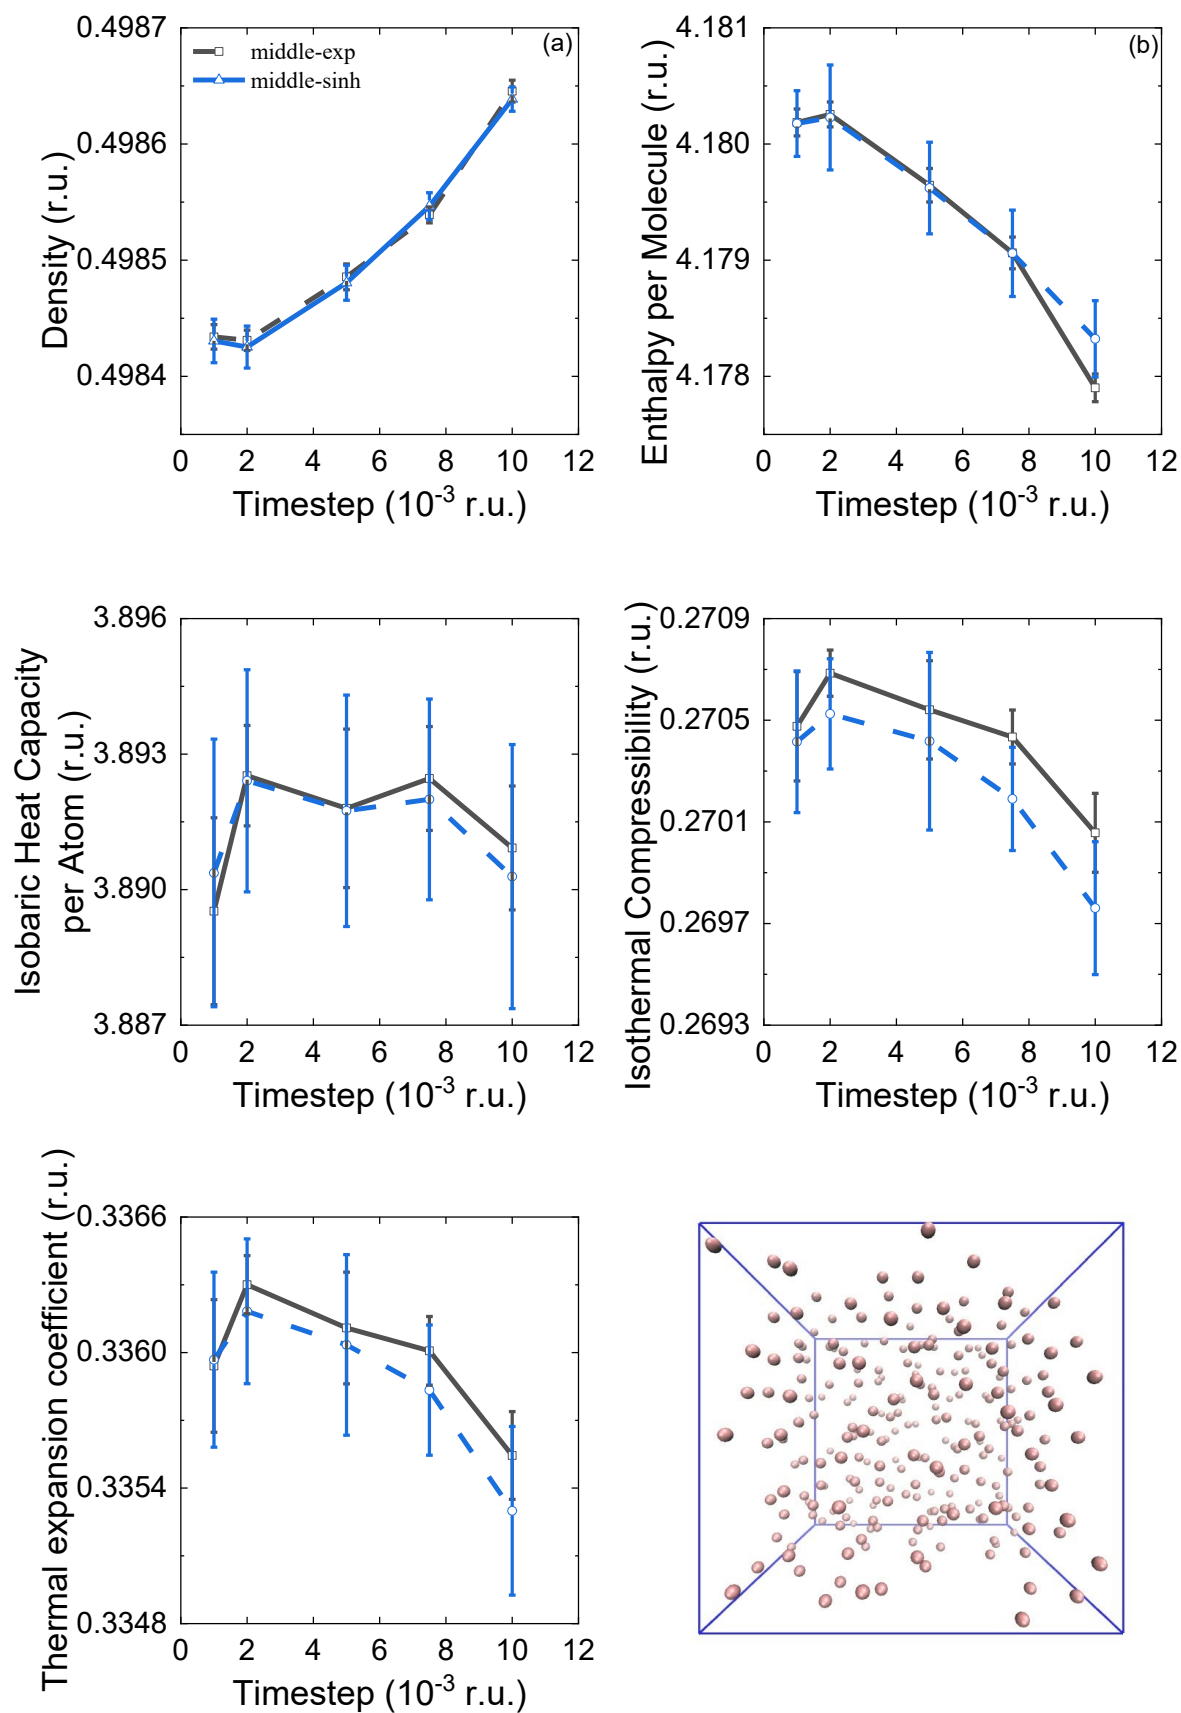 Density (r.u.)
0.4987
0.4986
0.4985
0.4984
middle-exp
middle-sinh
(a)
0 2 4 6 8 10 12
Timestep (10⁻³ r.u.)
Enthalpy per Molecule (r.u.)
4.181
4.180
4.179
4.178
(b)
0 2 4 6 8 10 12
Timestep (10⁻³ r.u.)
Isobaric Heat Capacity
per Atom (r.u.)
3.896
3.893
3.890
3.887
0 2 4 6 8 10 12
Timestep (10⁻³ r.u.)
Isothermal Compressibility (r.u.)
0.2709
0.2705
0.2701
0.2697
0.2693
0 2 4 6 8 10 12
Timestep (10⁻³ r.u.)
Thermal expansion coefficient (r.u.)
0.3366
0.3360
0.3354
0.3348
0 2 4 6 8 10 12
Timestep (10⁻³ r.u.)